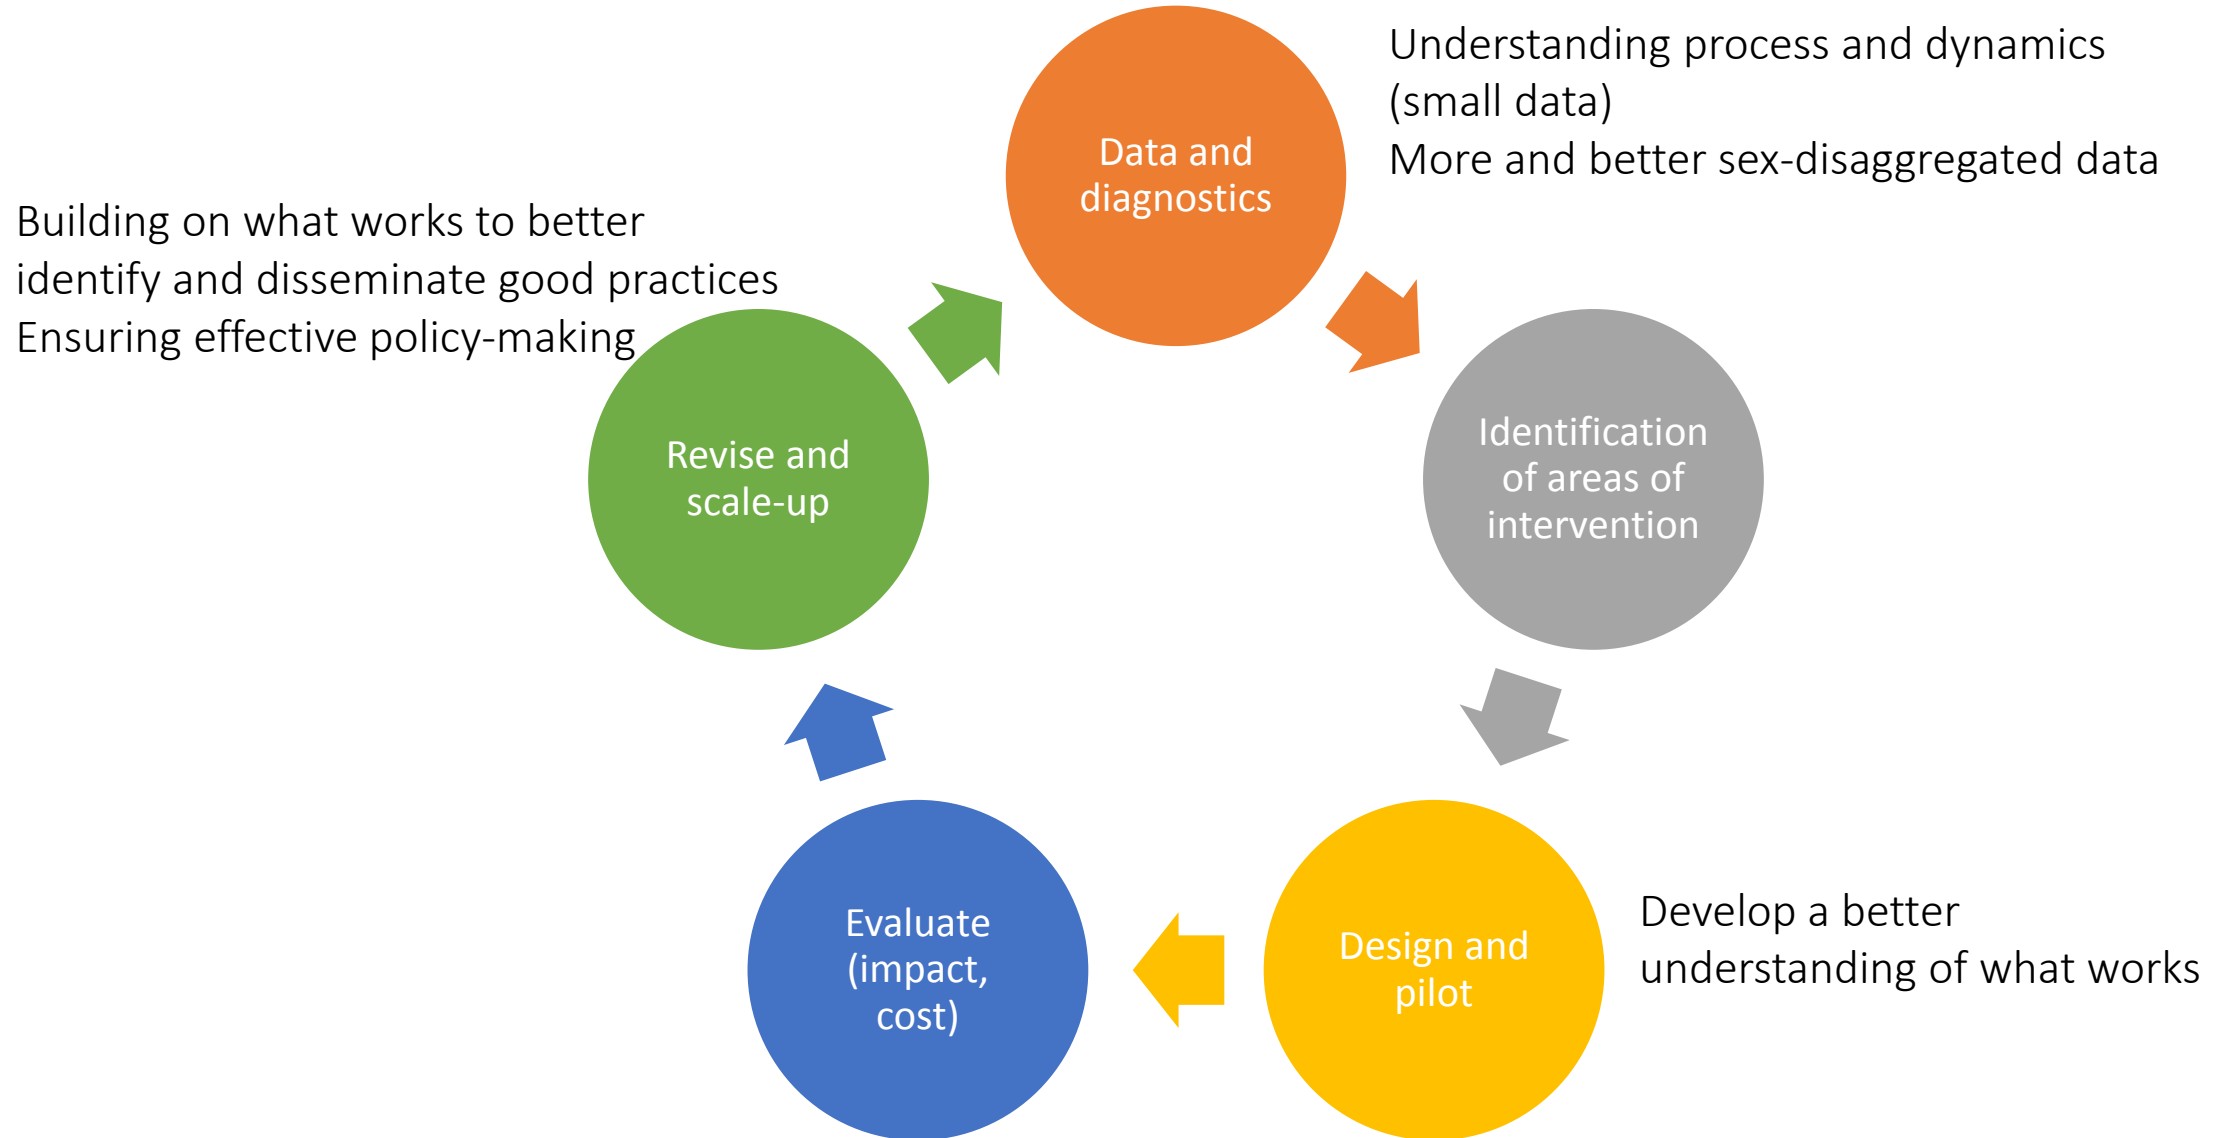 Understanding process and dynamics
(small data)
More and better sex-disaggregated data
Data and
diagnostics
Building on what works to better
identify and disseminate good practices
Ensuring effective policy-making
Identification
of areas of
intervention
Revise and
scale-up
Develop a better
understanding of what works
Design and
pilot
Evaluate
(impact,
cost)